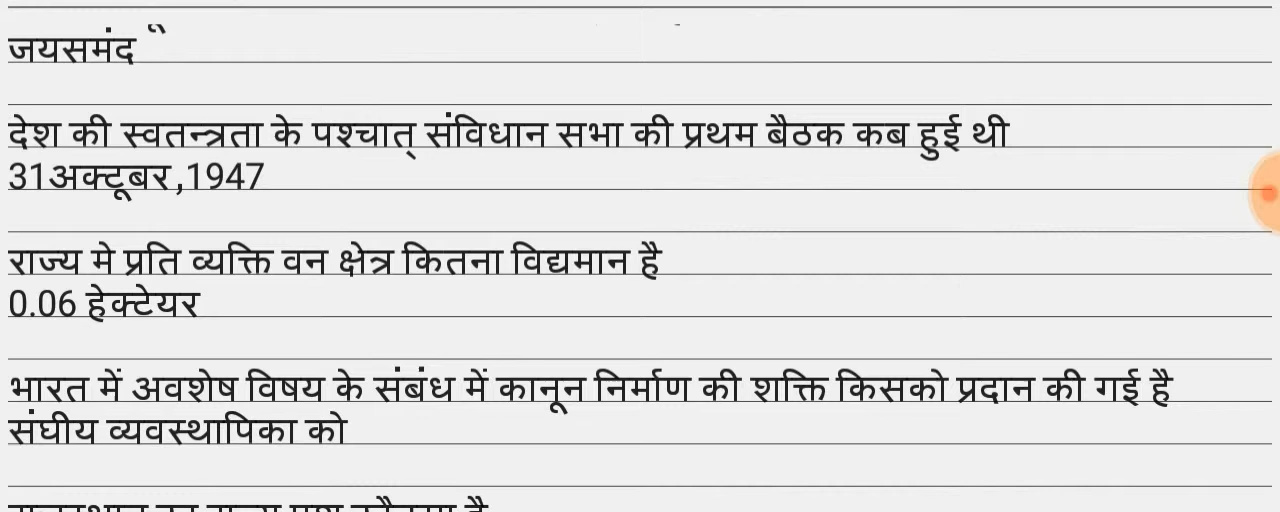 जयसमंद
देश की स्वतन्त्रता के पश्चात् संविधान सभा की प्रथम बैठक कब हुई थी
31अक्टूबर,1947
राज्य मे प्रति व्यक्ति वन क्षेत्र कितना विद्यमान है
0.06 हेक्टेयर
भारत में अवशेष विषय के संबंध में कानून निर्माण की शक्ति किसको प्रदान की गई है
संघीय व्यवस्थापिका को